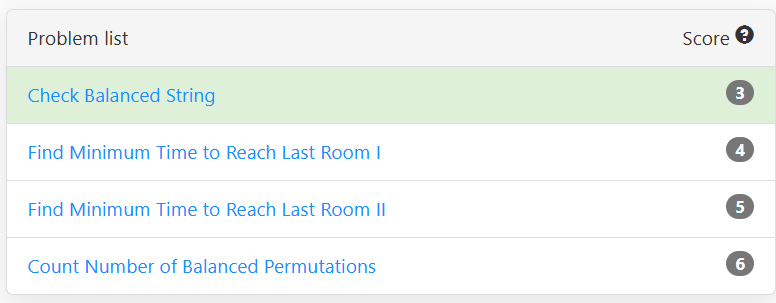 Problem list Score ?
Check Balanced String 3
Find Minimum Time to Reach Last Room I 4
Find Minimum Time to Reach Last Room II 5
Count Number of Balanced Permutations 6